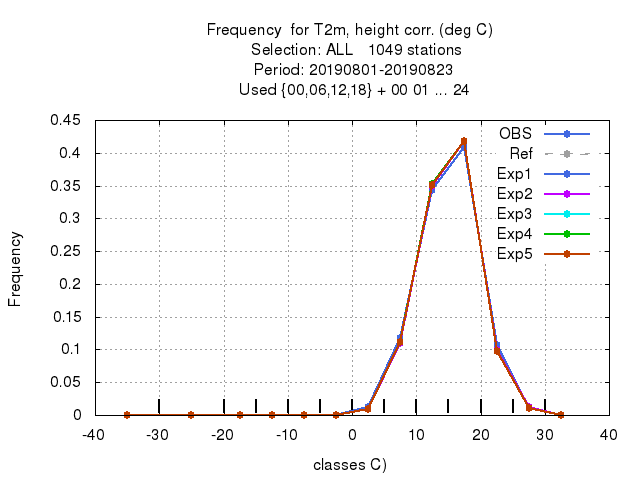 Frequency  for T2m, height corr. (deg C)
Selection: ALL   1049 stations
Period: 20190801-20190823
Used {00,06,12,18} + 00 01 ... 24
0.45
0.4
0.35
0.3
0.25
0.2
0.15
0.1
0.05
0
Frequency
OBS
Ref
Exp1
Exp2
Exp3
Exp4
Exp5
-40 -30 -20 -10 0 10 20 30 40
classes C)